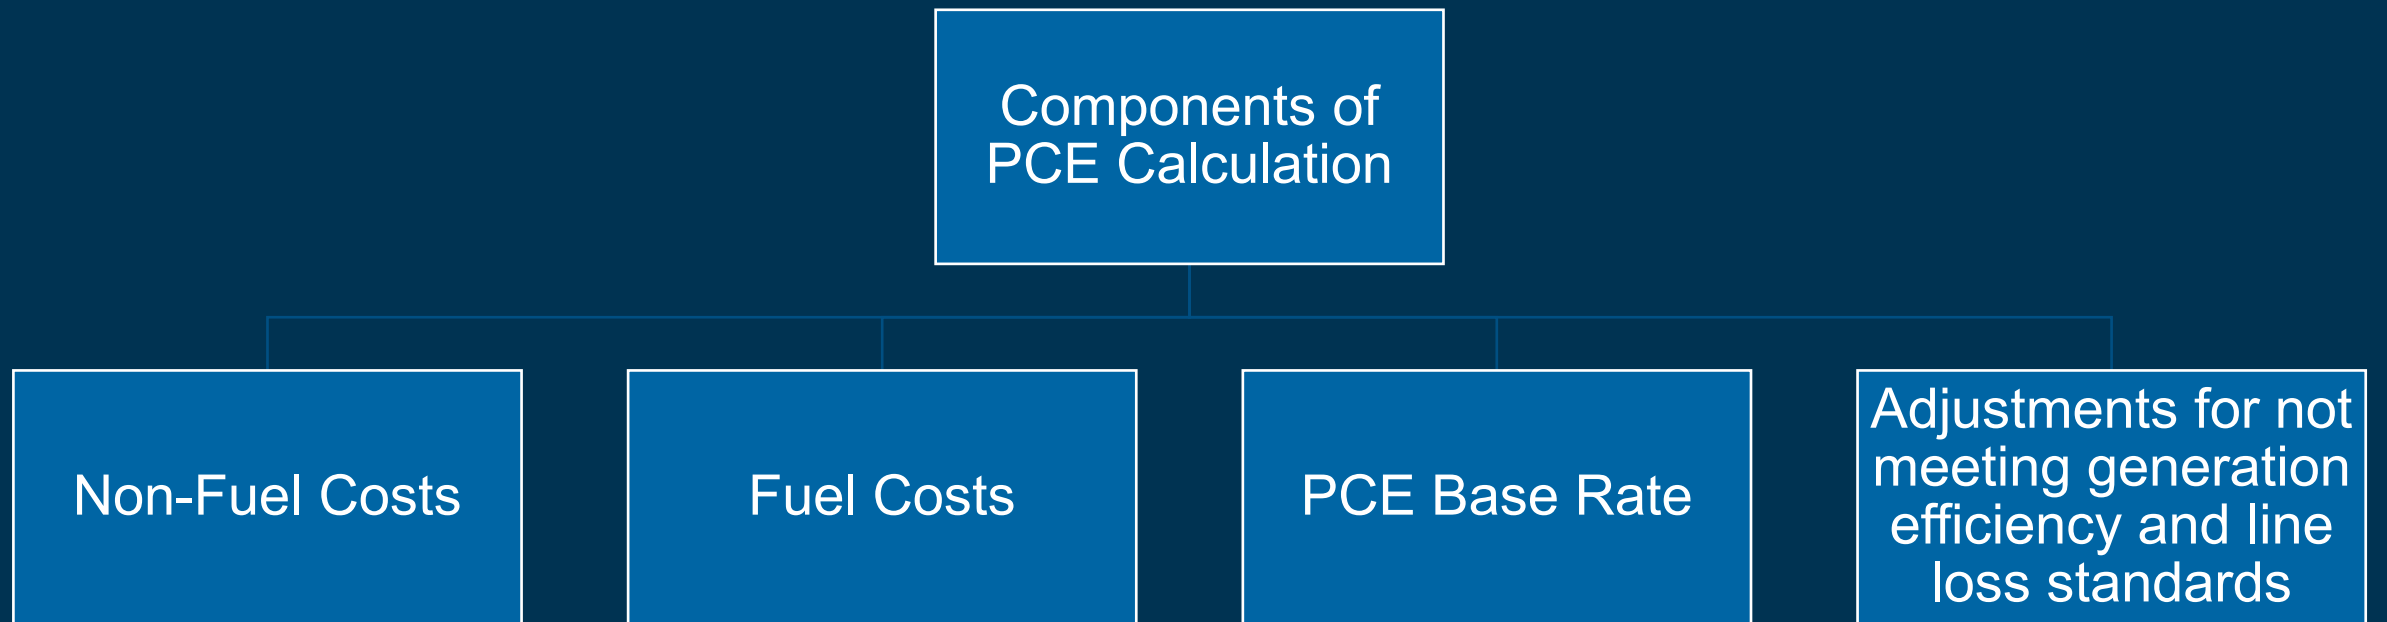 Components of
PCE Calculation
Non-Fuel Costs
Fuel Costs
PCE Base Rate
Adjustments for not
meeting generation
efficiency and line
loss standards